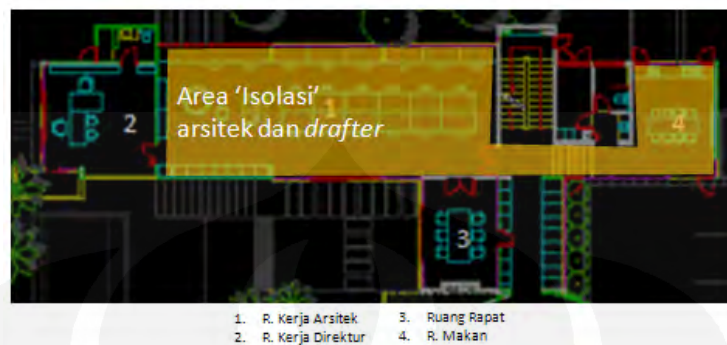 Area 'Isolasi'
arsitek dan drafter
1
2
3
4
1. R. Kerja Arsitek
2. R. Kerja Direktur
3. Ruang Rapat
4. R. Makan